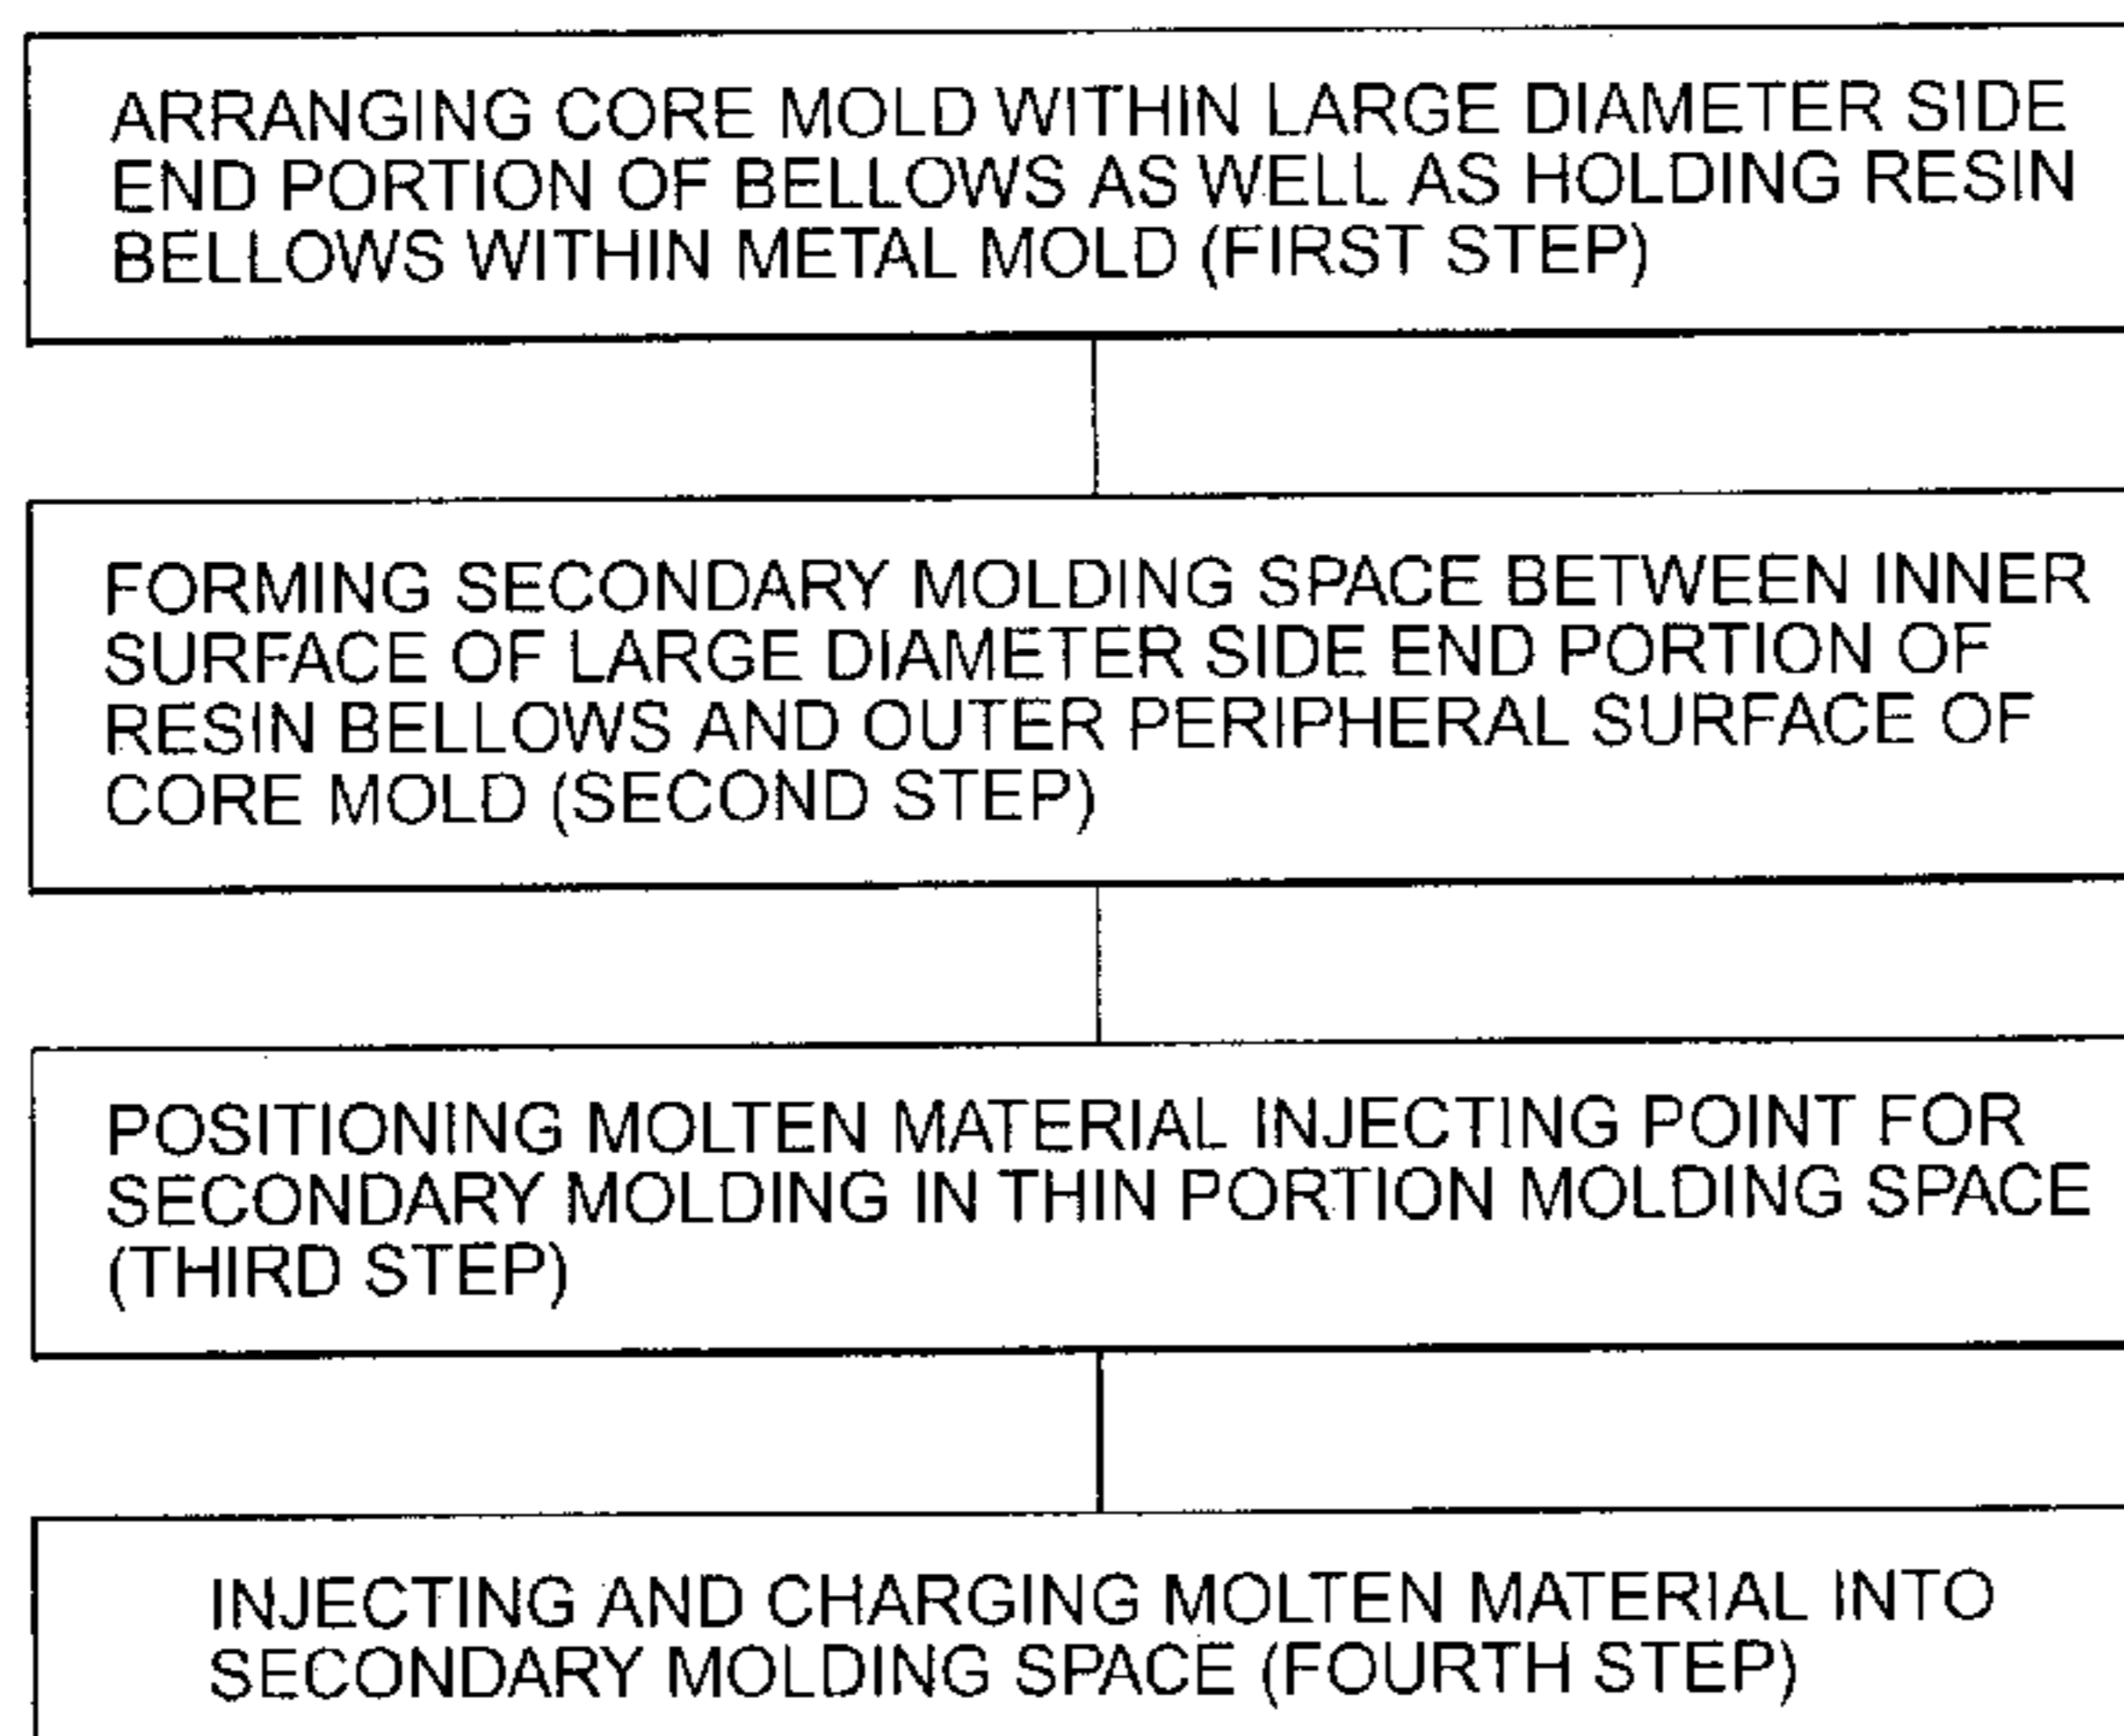 ARRANGING CORE MOLD WITHIN LARGE DIAMETER SIDE
END PORTION OF BELLOWS AS WELL AS HOLDING RESIN
BELLOWS WITHIN METAL MOLD (FIRST STEP)
FORMING SECONDARY MOLDING SPACE BETWEEN INNER
SURFACE OF LARGE DIAMETER SIDE END PORTION OF
RESIN BELLOWS AND OUTER PERIPHERAL SURFACE OF
CORE MOLD (SECOND STEP)
POSITIONING MOLTEN MATERIAL INJECTING POINT FOR
SECONDARY MOLDING IN THIN PORTION MOLDING SPACE
(THIRD STEP)
INJECTING AND CHARGING MOLTEN MATERIAL INTO
SECONDARY MOLDING SPACE (FOURTH STEP)